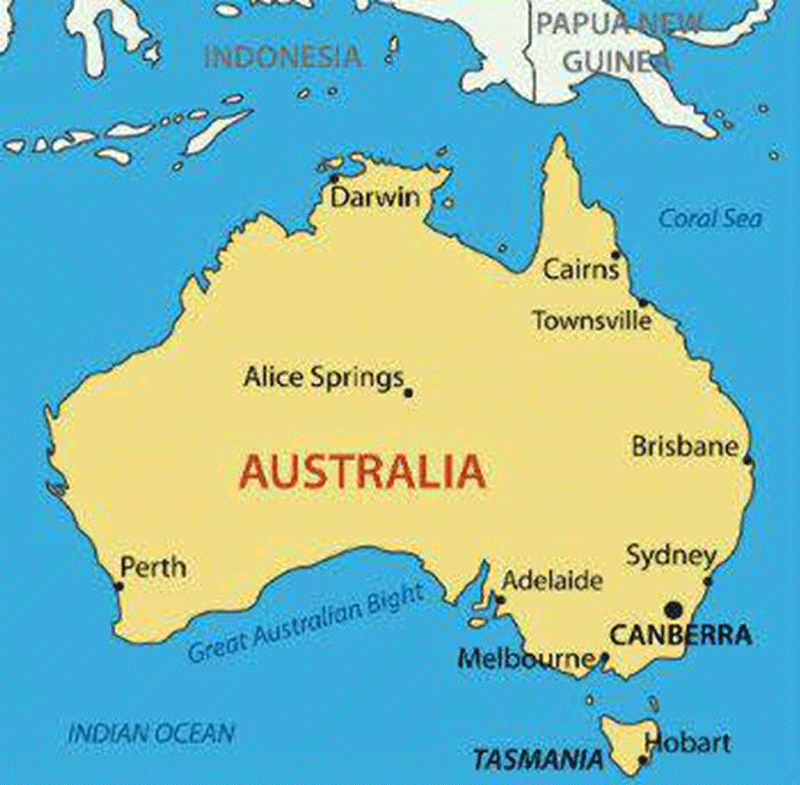 PAPUA NEW
GUINEA
INDONESIA
Darwin
Coral Sea
Cairns
Townsville
Alice Springs
Brisbane
AUSTRALIA
Sydney
Perth
Adelaide
Great Australian Bight
CANBERRA
Melbourne
INDIAN OCEAN
Hobart
TASMANIA